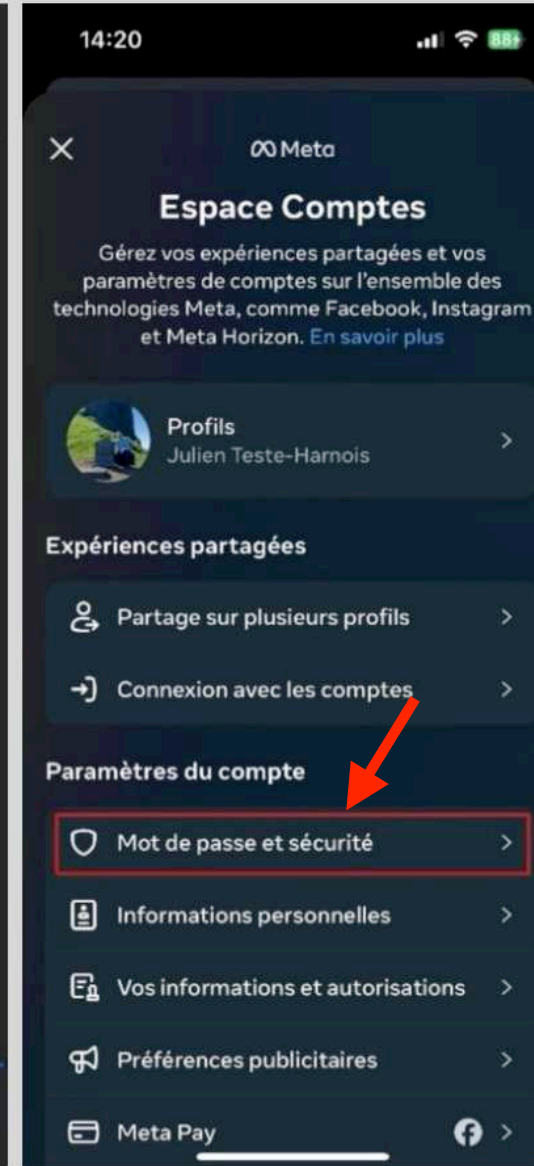 14:20
88
Meta
Espace Comptes
Gérez vos expériences partagées et vos
paramètres de comptes sur l'ensemble des
technologies Meta, comme Facebook, Instagram
et Meta Horizon. En savoir plus
Profils
Julien Teste-Harnois
Expériences partagées
Partage sur plusieurs profils
Connexion avec les comptes
Paramètres du compte
Mot de passe et sécurité
Informations personnelles
Vos informations et autorisations
Préférences publicitaires
Meta Pay